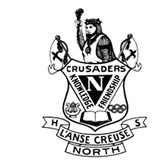 CRUSADERS
KNOWLEDGE
N
FRIENDSHIP
H S
L'ANSE CREUSE
NORTH